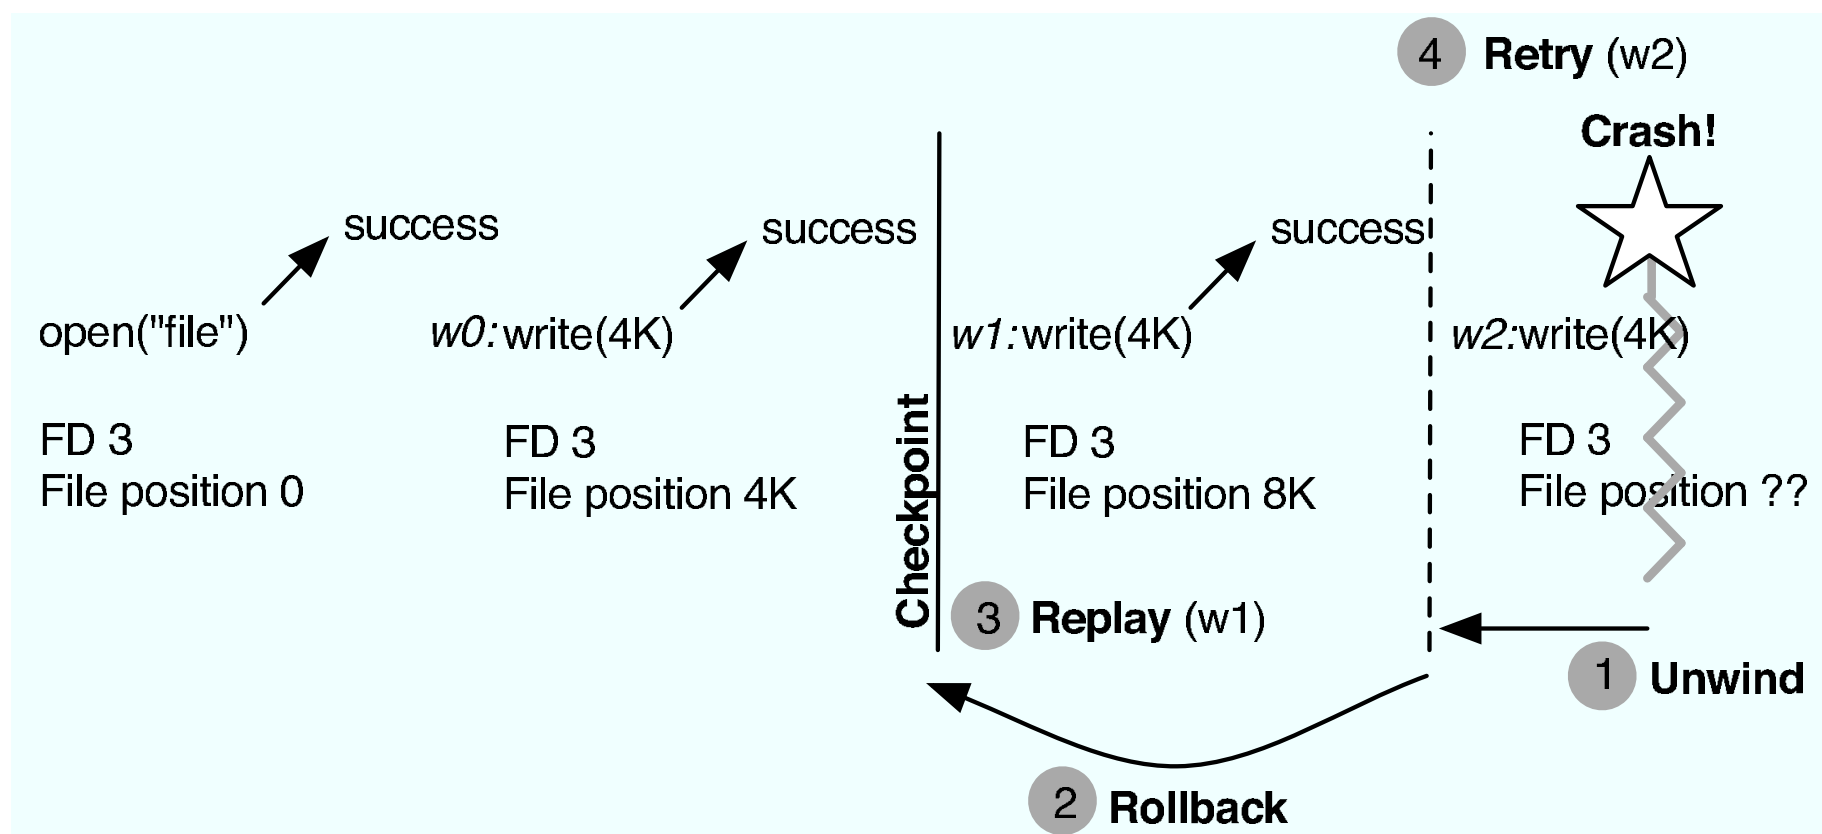 4 Retry (w2)
Crash!
success
success
success
open("file")
w0:write(4K)
w1:write(4K)
w2:write(4K)
Checkpoint
FD 3
File position 0
FD 3
File position 4K
FD 3
File position 8K
FD 3
File position ??
3 Replay (w1)
1 Unwind
2 Rollback